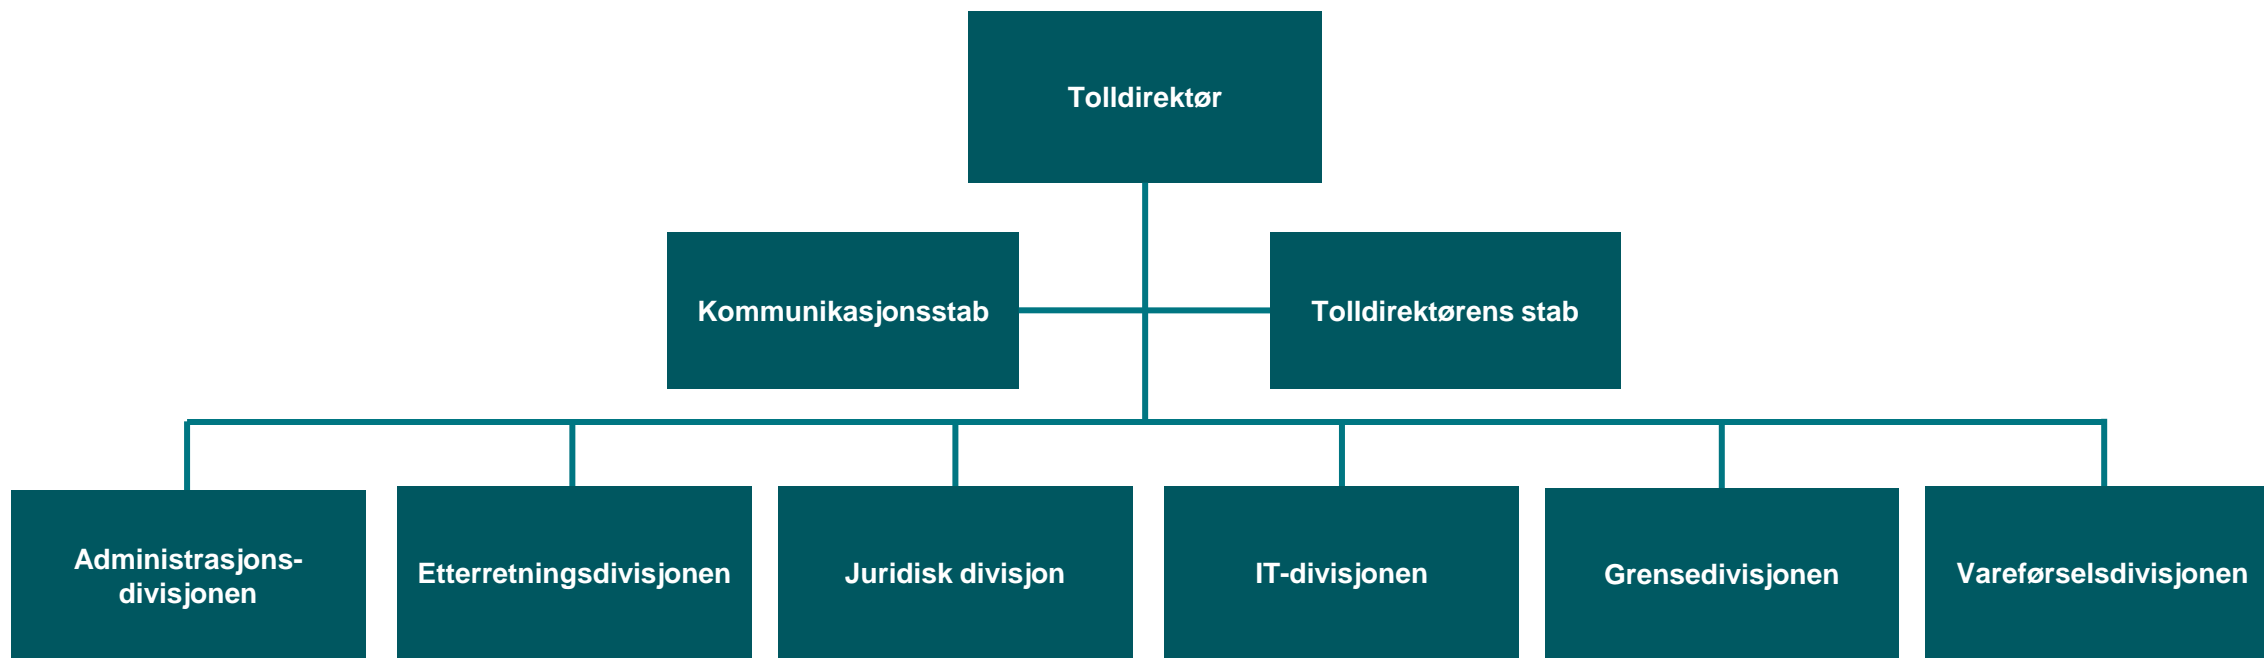 Tolldirektør
Kommunikasjonsstab
Tolldirektørens stab
Administrasjons-
divisjonen
Etterretningsdivisjonen
Juridisk divisjon
IT-divisjonen
Grensedivisjonen
Vareførselsdivisjonen